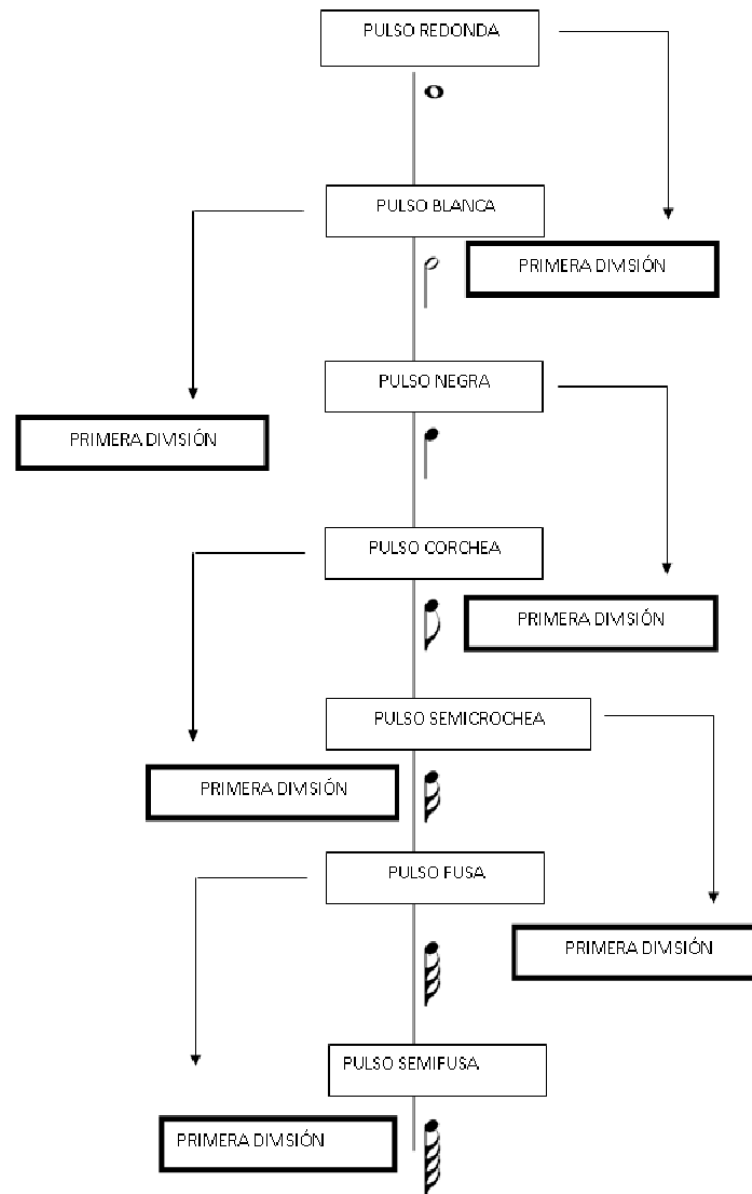 PULSO REDONDA
PULSO BLANCA
PRIMERA DIVISIÓN
PULSO NEGRA
PRIMERA DIVISIÓN
PULSO CORCHEA
PRIMERA DIVISIÓN
PULSO SEMICROCHEA
PRIMERA DIVISIÓN
PULSO FUSA
PRIMERA DIVISIÓN
PULSO SEMIFUSA
PRIMERA DIVISIÓN